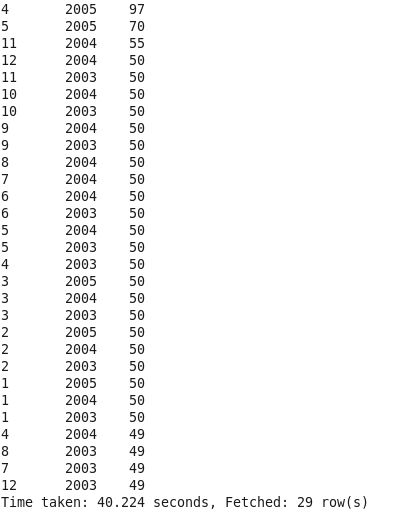 4 2005 97
5 2005 70
11 2004 55
12 2004 50
11 2003 50
10 2004 50
10 2003 50
9 2004 50
9 2003 50
8 2004 50
7 2004 50
6 2004 50
6 2003 50
5 2004 50
5 2003 50
4 2003 50
3 2005 50
3 2004 50
3 2003 50
2 2005 50
2 2004 50
2 2003 50
1 2005 50
1 2004 50
1 2003 50
4 2004 49
8 2003 49
7 2003 49
12 2003 49
Time taken: 40.224 seconds, Fetched: 29 row(s)